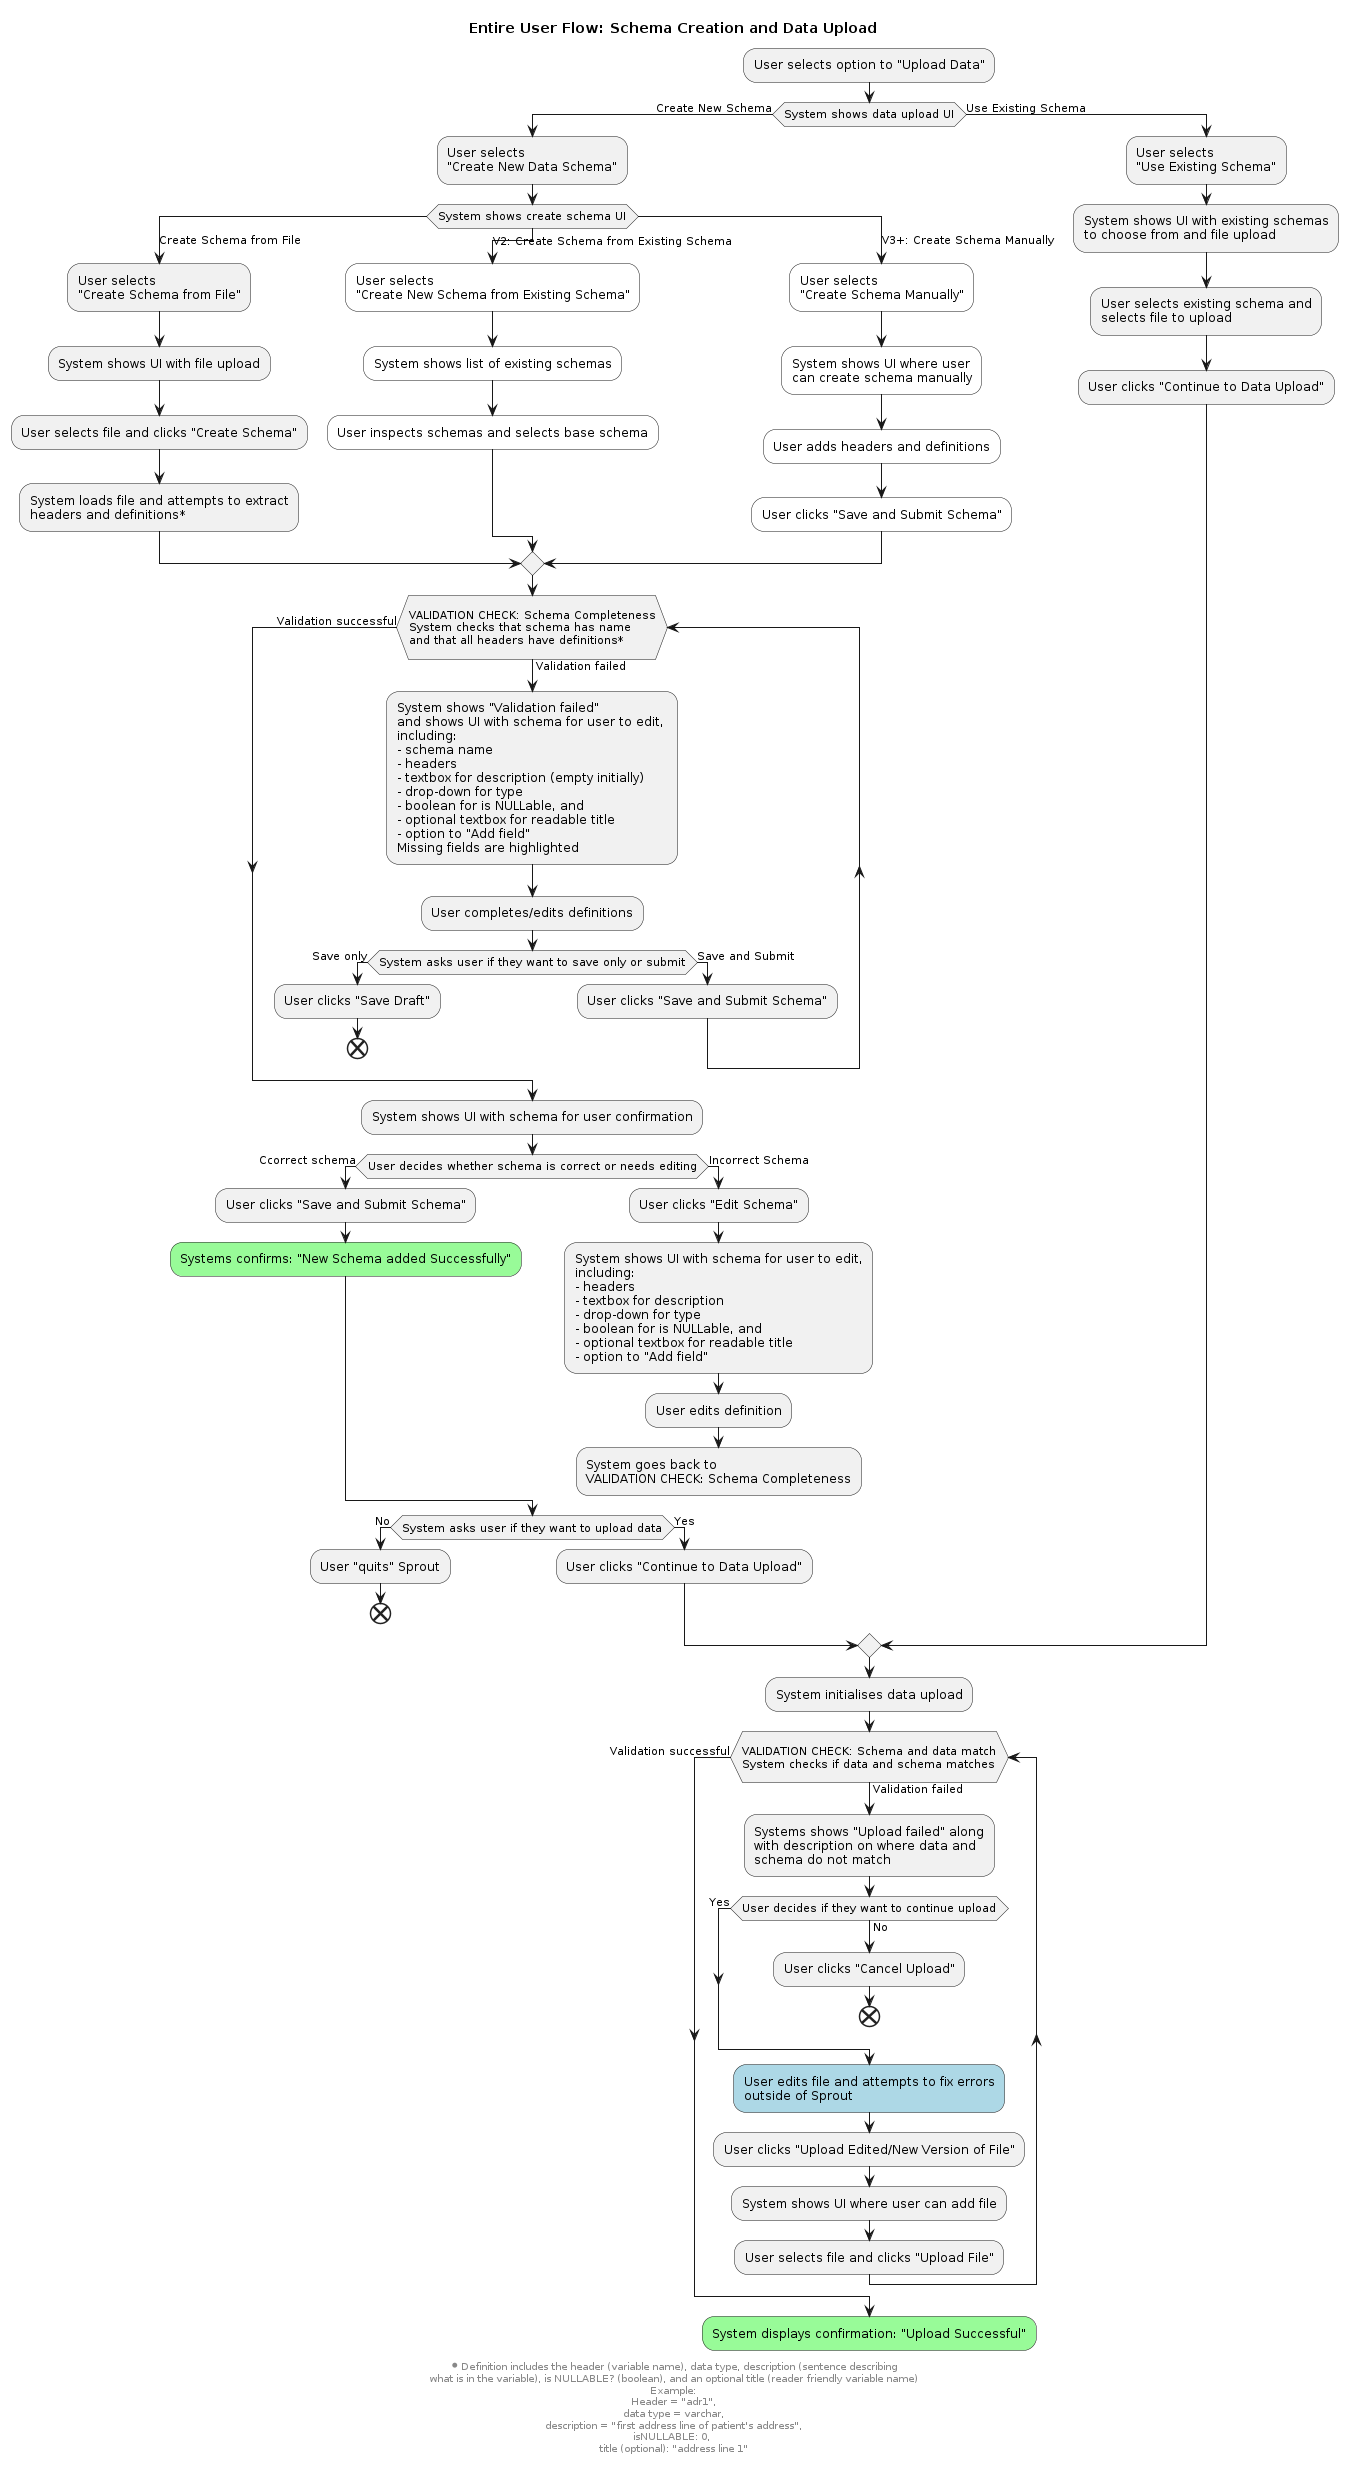 Entire User Flow: Schema Creation and Data Upload
User selects option to "Upload Data"
Create New Schema
System shows data upload UI
Use Existing Schema
User selects
"Create New Data Schema"
User selects
"Use Existing Schema"
System shows create schema UI
System shows UI with existing schemas
to choose from and file upload
Create Schema from File
V2: Create Schema from Existing Schema
V3+: Create Schema Manually
User selects
"Create Schema from File"
User selects
"Create New Schema from Existing Schema"
User selects
"Create Schema Manually"
User selects existing schema and
selects file to upload
System shows UI with file upload
System shows list of existing schemas
System shows UI where user
can create schema manually
User clicks "Continue to Data Upload"
User selects file and clicks "Create Schema"
User inspects schemas and selects base schema
User adds headers and definitions
System loads file and attempts to extract
headers and definitions*
User clicks "Save and Submit Schema"
Validation successful
VALIDATION CHECK: Schema Completeness
System checks that schema has name
and that all headers have definitions*
Validation failed
System shows "Validation failed"
and shows UI with schema for user to edit,
including:
- schema name
- headers
- textbox for description (empty initially)
- drop-down for type
- boolean for is NULLable, and
- optional textbox for readable title
- option to "Add field"
Missing fields are highlighted
User completes/edits definitions
Save only
System asks user if they want to save only or submit
Save and Submit
User clicks "Save Draft"
User clicks "Save and Submit Schema"
System shows UI with schema for user confirmation
Ccorrect schema
User decides whether schema is correct or needs editing
Incorrect Schema
User clicks "Save and Submit Schema"
User clicks "Edit Schema"
Systems confirms: "New Schema added Successfully"
System shows UI with schema for user to edit,
including:
- headers
- textbox for description
- drop-down for type
- boolean for is NULLable, and
- optional textbox for readable title
- option to "Add field"
User edits definition
System goes back to
VALIDATION CHECK: Schema Completeness
No
System asks user if they want to upload data
Yes
User "quits" Sprout
User clicks "Continue to Data Upload"
System initialises data upload
Validation successful
VALIDATION CHECK: Schema and data match
System checks if data and schema matches
Validation failed
Systems shows "Upload failed" along
with description on where data and
schema do not match
Yes
User decides if they want to continue upload
No
User clicks "Cancel Upload"
User edits file and attempts to fix errors
outside of Sprout
User clicks "Upload Edited/New Version of File"
System shows UI where user can add file
User selects file and clicks "Upload File"
System displays confirmation: "Upload Successful"
* Definition includes the header (variable name), data type, description (sentence describing
what is in the variable), is NULLABLE? (boolean), and an optional title (reader friendly variable name)
Example:
Header = "adr1",
data type = varchar,
description = "first address line of patient's address",
isNULLABLE: 0,
title (optional): "address line 1"